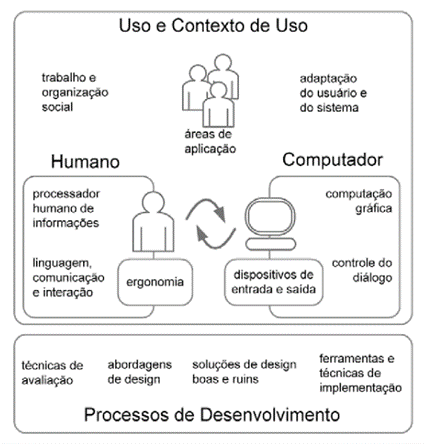 Uso e Contexto de Uso
trabalho e
organização
social
áreas de
aplicação
adaptação
do usuário e
do sistema
Humano
processador
humano de
informações
linguagem,
comunicação
e interação
ergonomia
Computador
computação
gráfica
controle do
diálogo
dispositivos de
entrada e saída
técnicas de
avaliação
abordagens
de design
soluções de design
boas e ruins
ferramentas e
técnicas de
implementação
Processos de Desenvolvimento